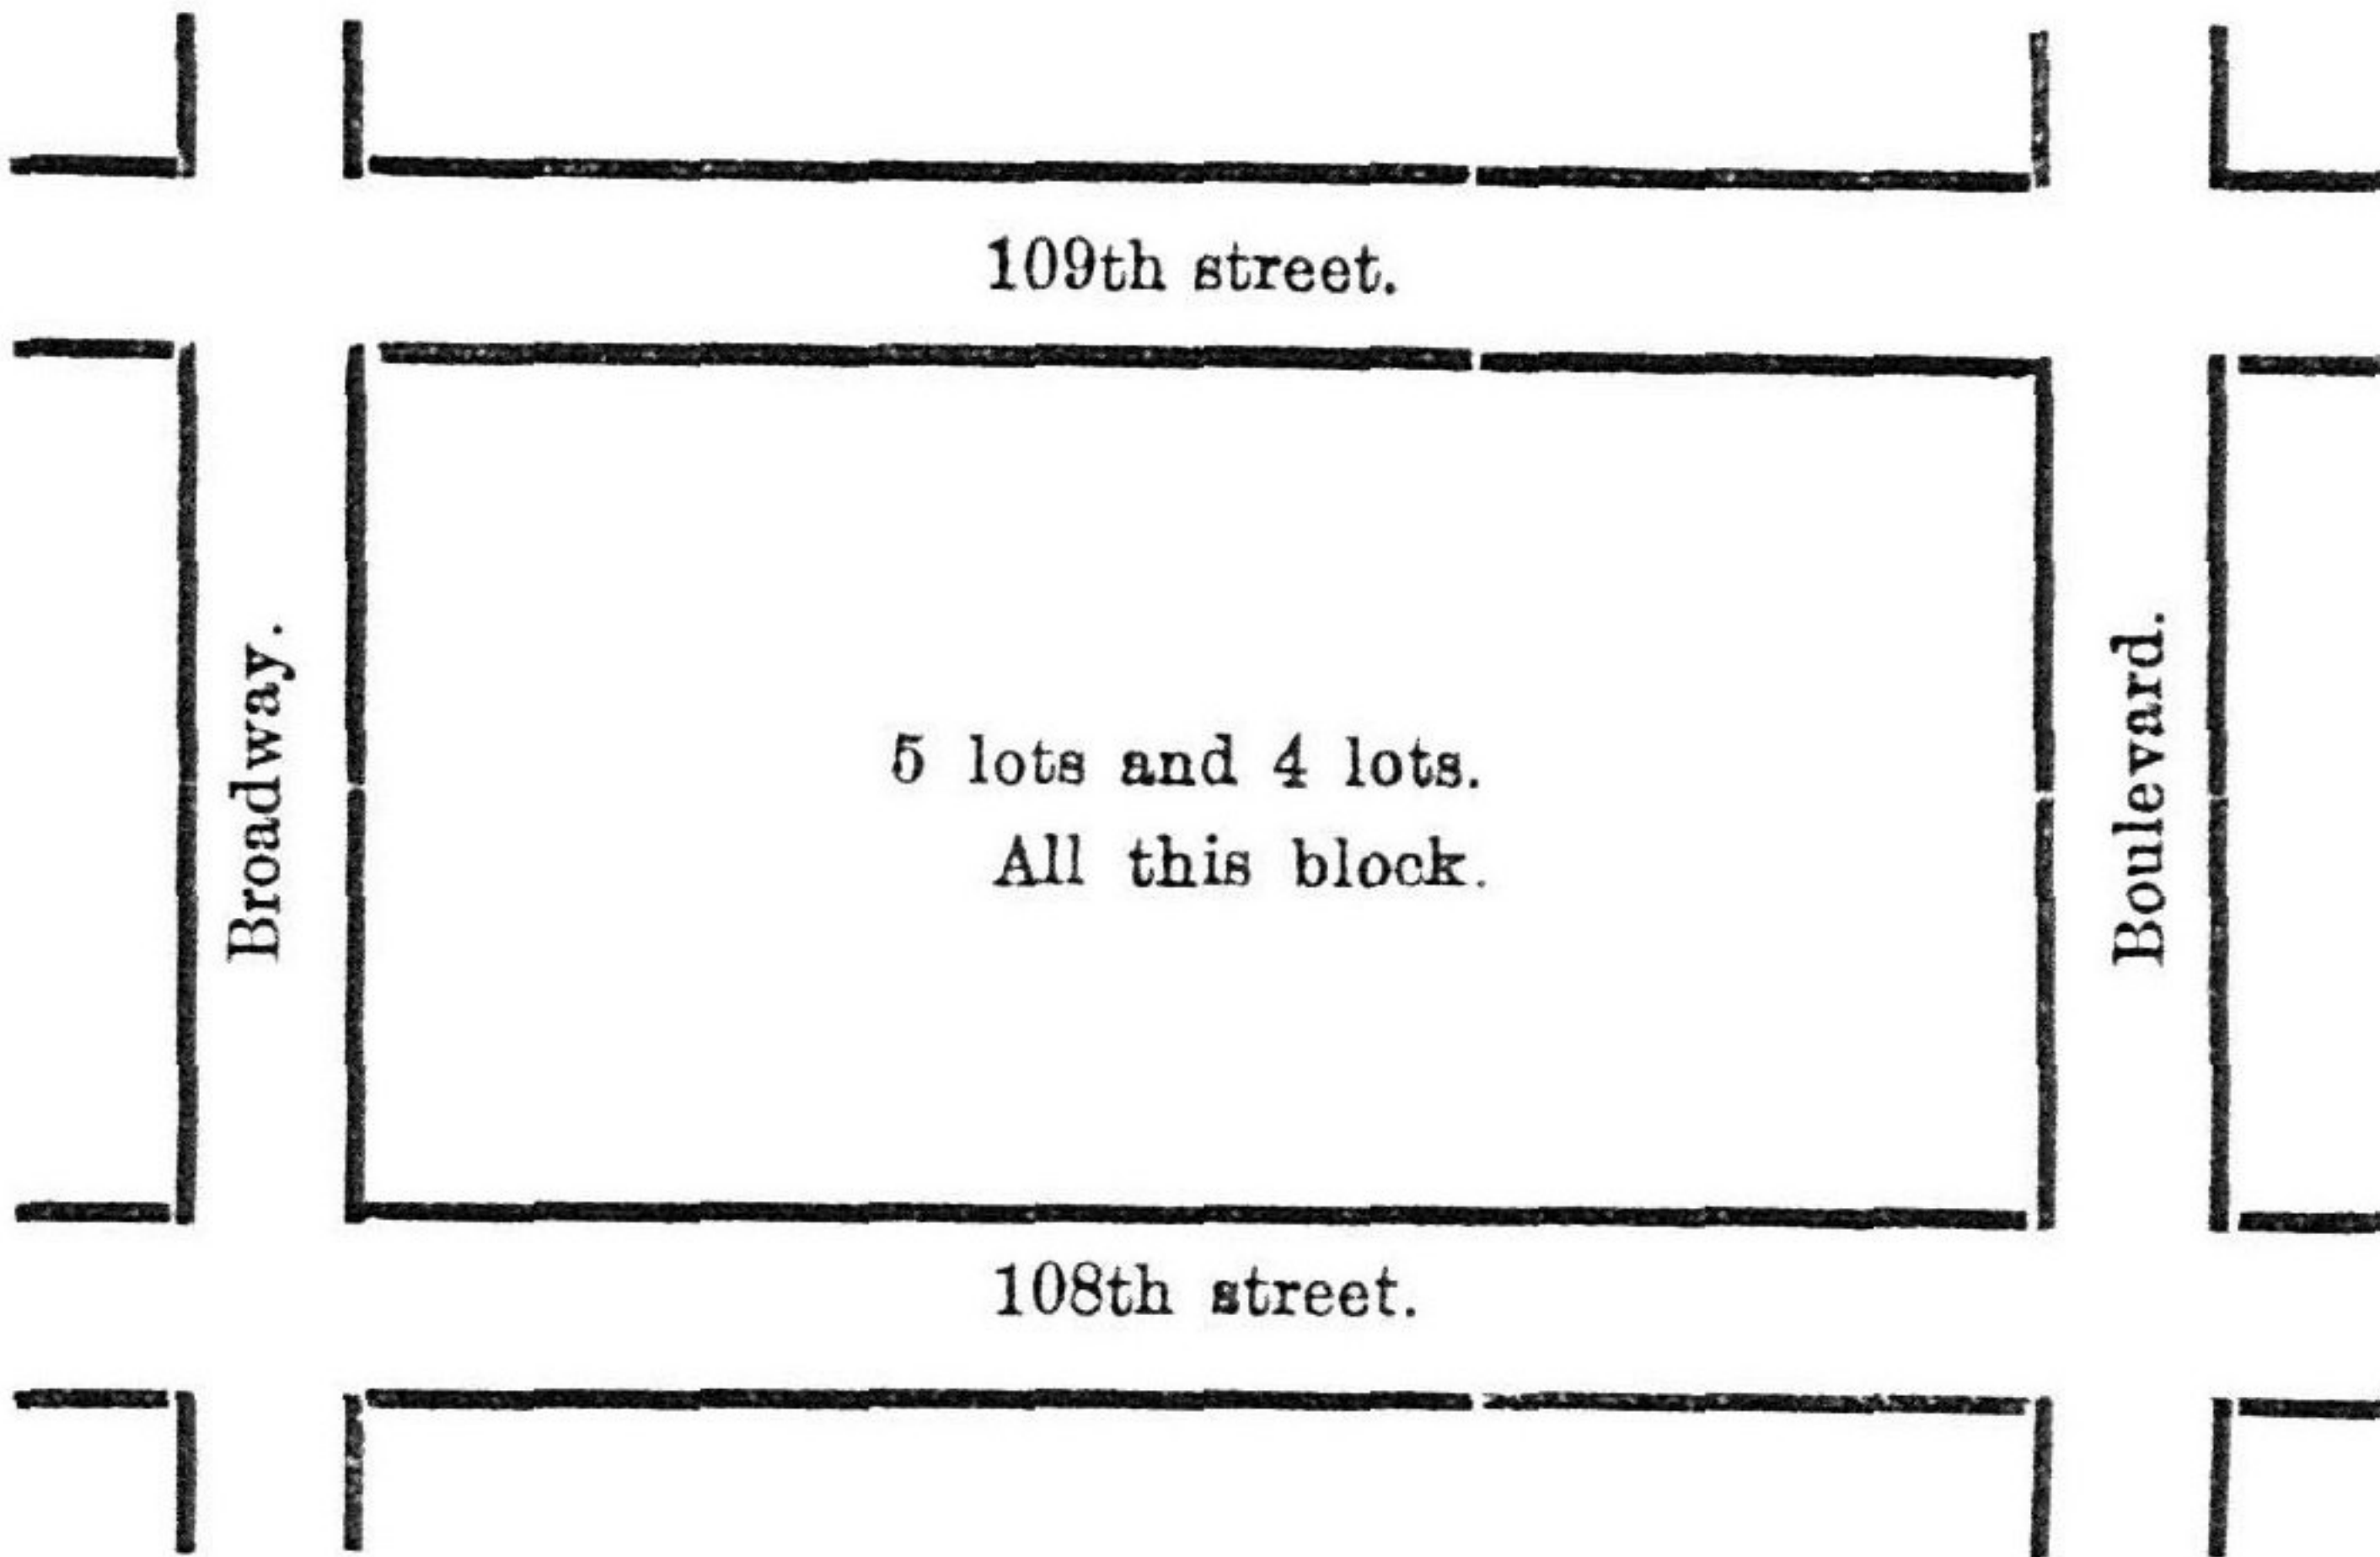 109th street.
Broadway.
5 lots and 4 lots.
All this block.
Boulevard.
108th street.